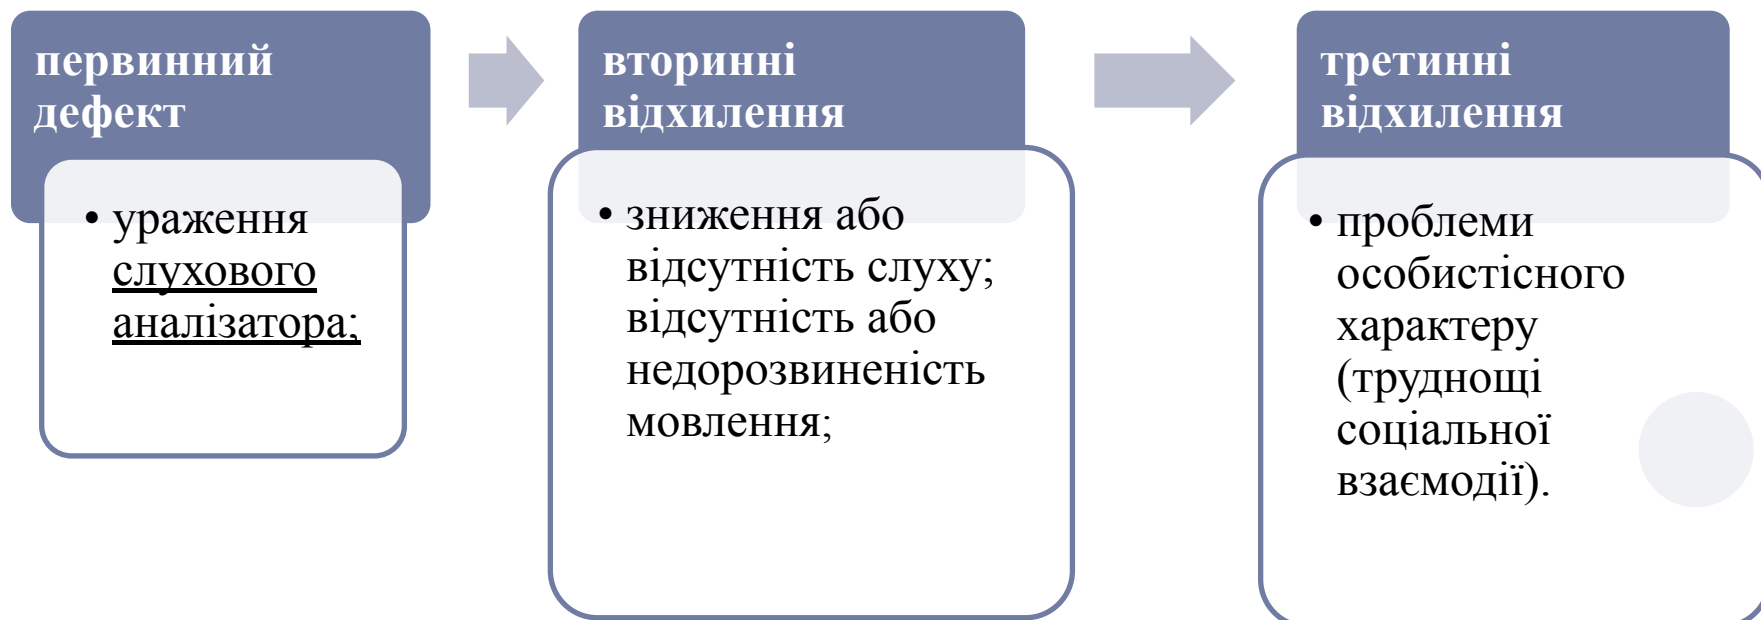 первинний
дефект
• ураження
слухового
аналізатора;
вторинні
відхилення
• зниження або
відсутність слуху;
відсутність або
недорозвиненість
мовлення;
третинні
відхилення
• проблеми
особистісного
характеру
(труднощі
соціальної
взаємодії).